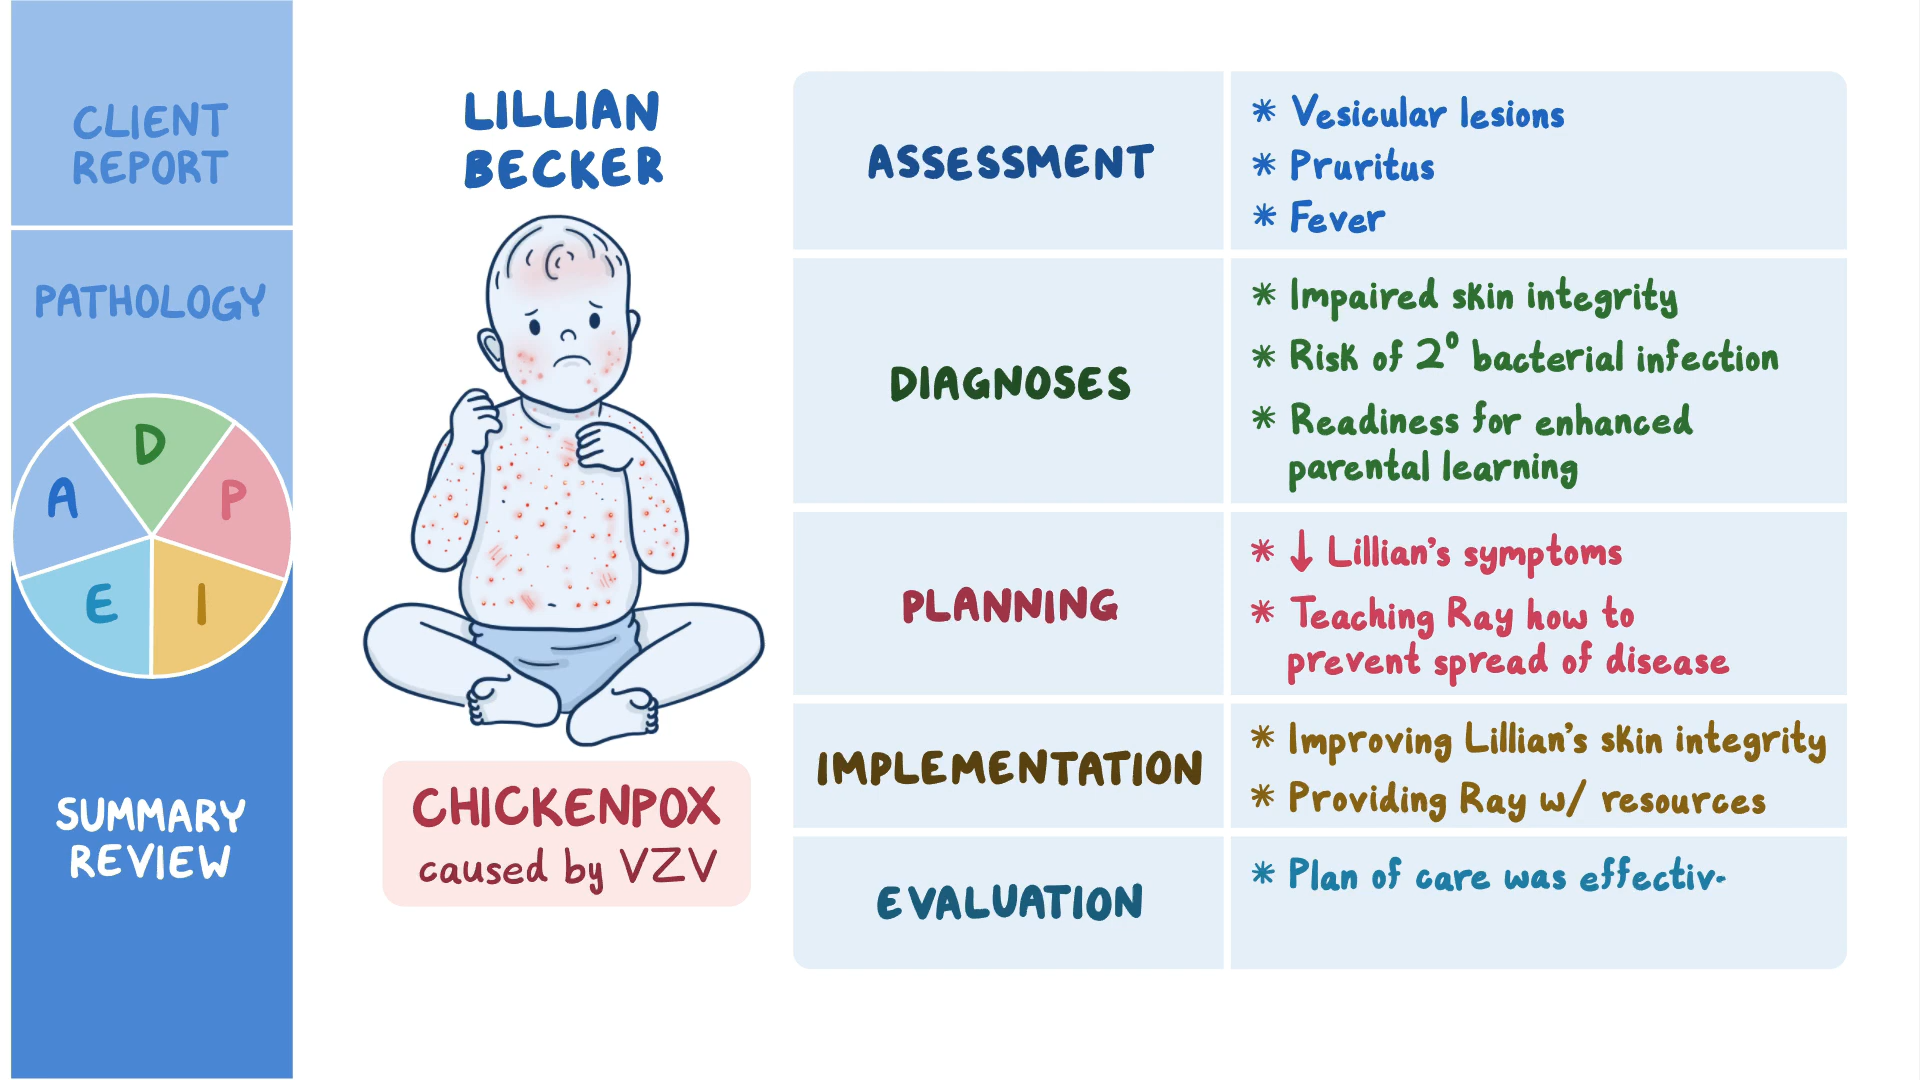 CLIENT
REPORT
PATHOLOGY
A
D
P
E
I
SUMMARY
REVIEW
LILLIAN
BECKER
CHICKENPOX
caused by VZV
ASSESSMENT
* Vesicular lesions
* Pruritus
* Fever
DIAGNOSES
* Impaired skin integrity
* Risk of 2° bacterial infection
* Readiness for enhanced
parental learning
PLANNING
* ↓ Lillian's symptoms
* Teaching Ray how to
prevent spread of disease
IMPLEMENTATION
* Improving Lillian's skin integrity
* Providing Ray w/ resources
EVALUATION
* Plan of care was effectiv-